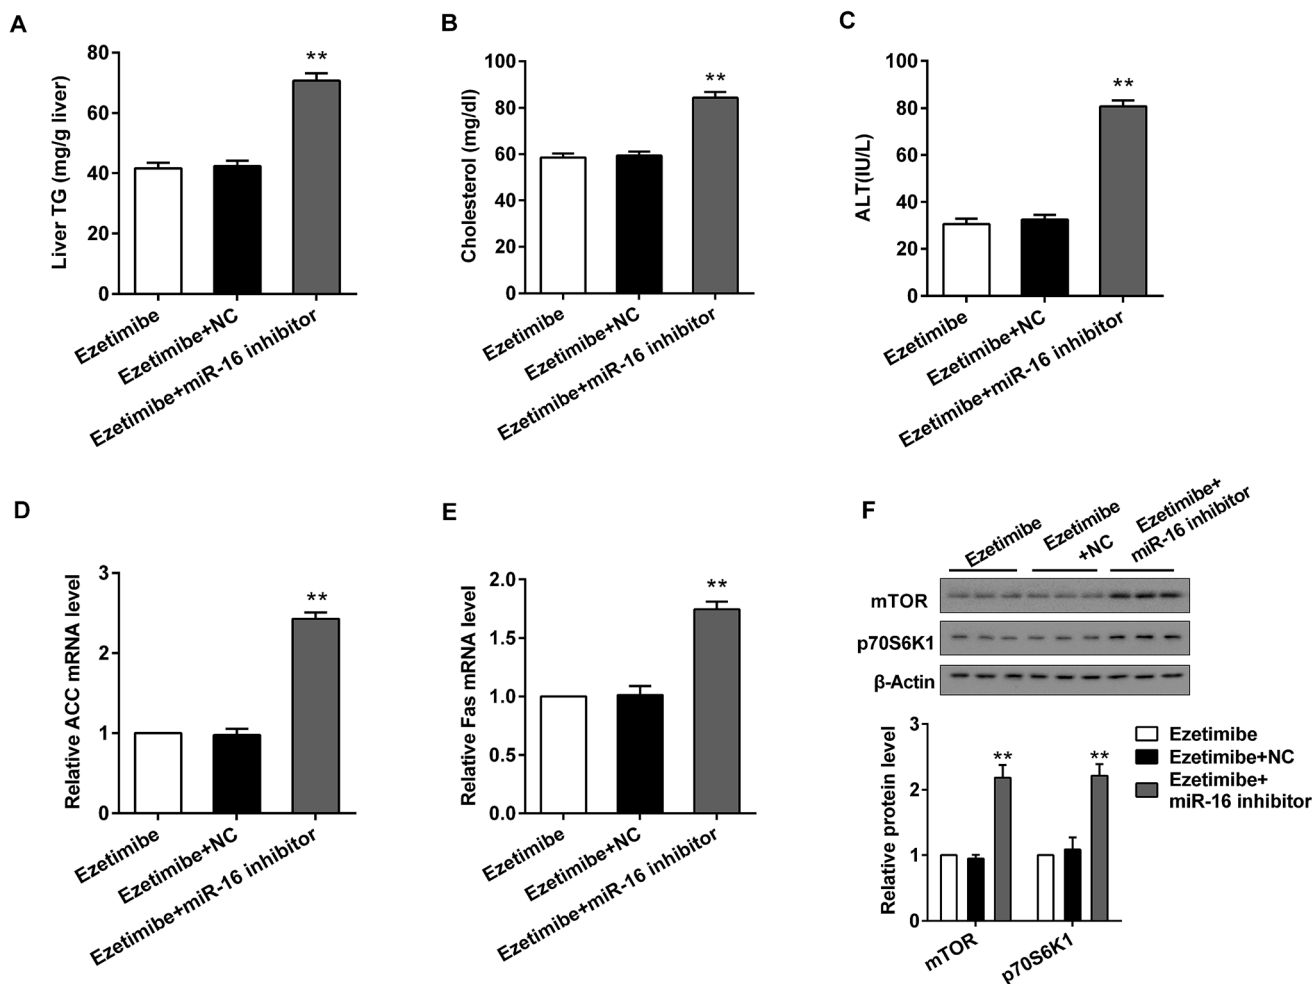 A
Liver TG (mg/g liver)
80
60
40
20
0
**
Ezetimibe
Ezetimibe+NC
Ezetimibe+miR-16 inhibitor
B
Cholesterol (mg/dl)
100
80
60
40
20
0
**
Ezetimibe
Ezetimibe+NC
Ezetimibe+miR-16 inhibitor
C
ALT(IU/L)
100
80
60
40
20
0
**
Ezetimibe
Ezetimibe+NC
Ezetimibe+miR-16 inhibitor
D
Relative ACC mRNA level
3
2
1
0
**
Ezetimibe
Ezetimibe+NC
Ezetimibe+miR-16 inhibitor
E
Relative Fas mRNA level
2.0
1.5
1.0
0.5
0.0
**
Ezetimibe
Ezetimibe+NC
Ezetimibe+miR-16 inhibitor
F
Ezetimibe
Ezetimibe
+NC
Ezetimibe+
miR-16 inhibitor
mTOR
p70S6K1
β-Actin
Relative protein level
3
2
1
0
**
**
mTOR
p70S6K1
Ezetimibe
Ezetimibe+NC
Ezetimibe+
miR-16 inhibitor